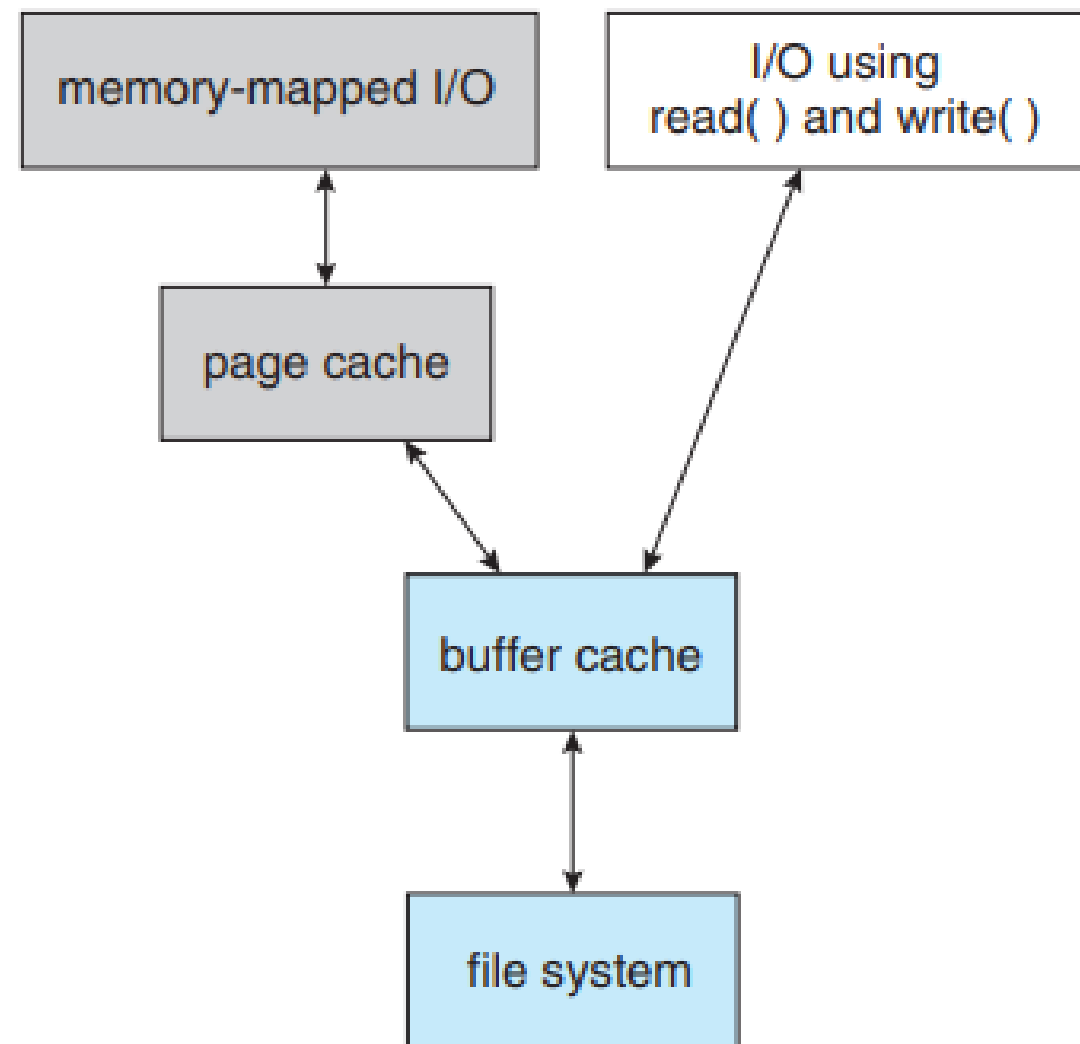 memory-mapped I/O
I/O using
read( ) and write( )
page cache
buffer cache
file system